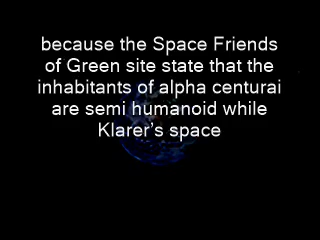 because the Space Friends
of Green site state that the
inhabitants of alpha centurai
are semi humanoid while
Klarer's space